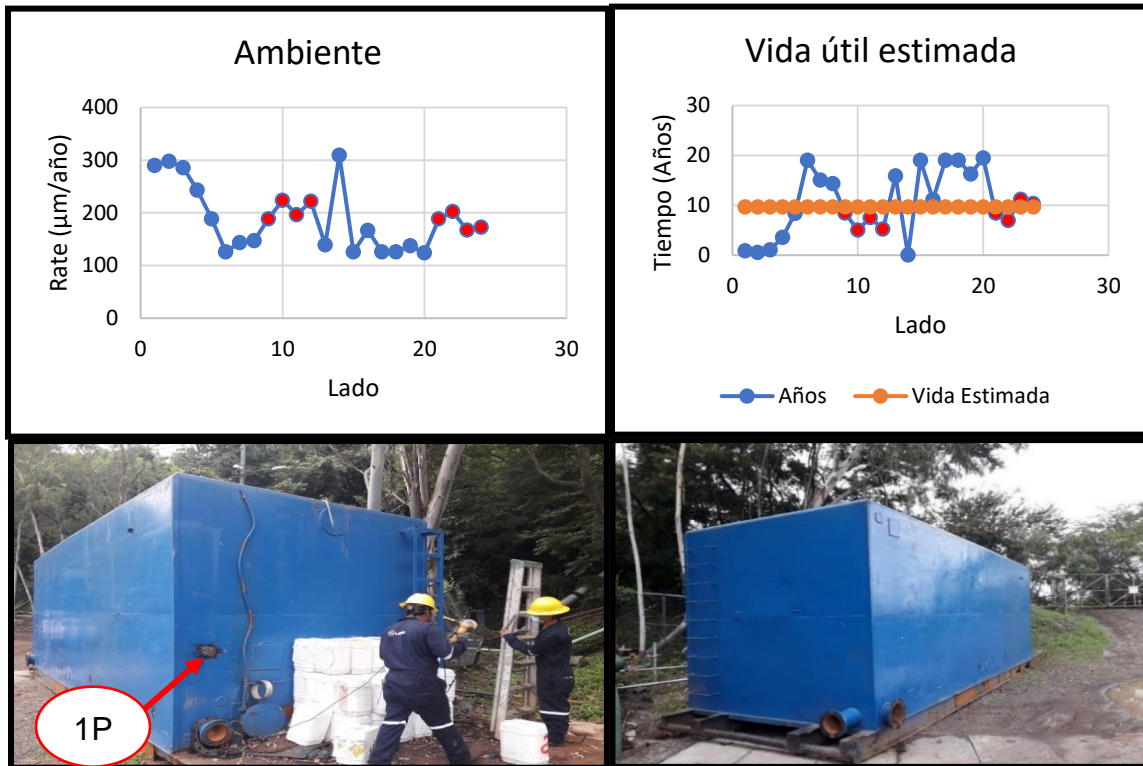 Ambiente
Rate (µm/año)
400
300
200
100
0
0 10 20 30
Lado
Vida útil estimada
Tiempo (Años)
30
20
10
0
0 10 20 30
Lado
Años Vida Estimada
1P